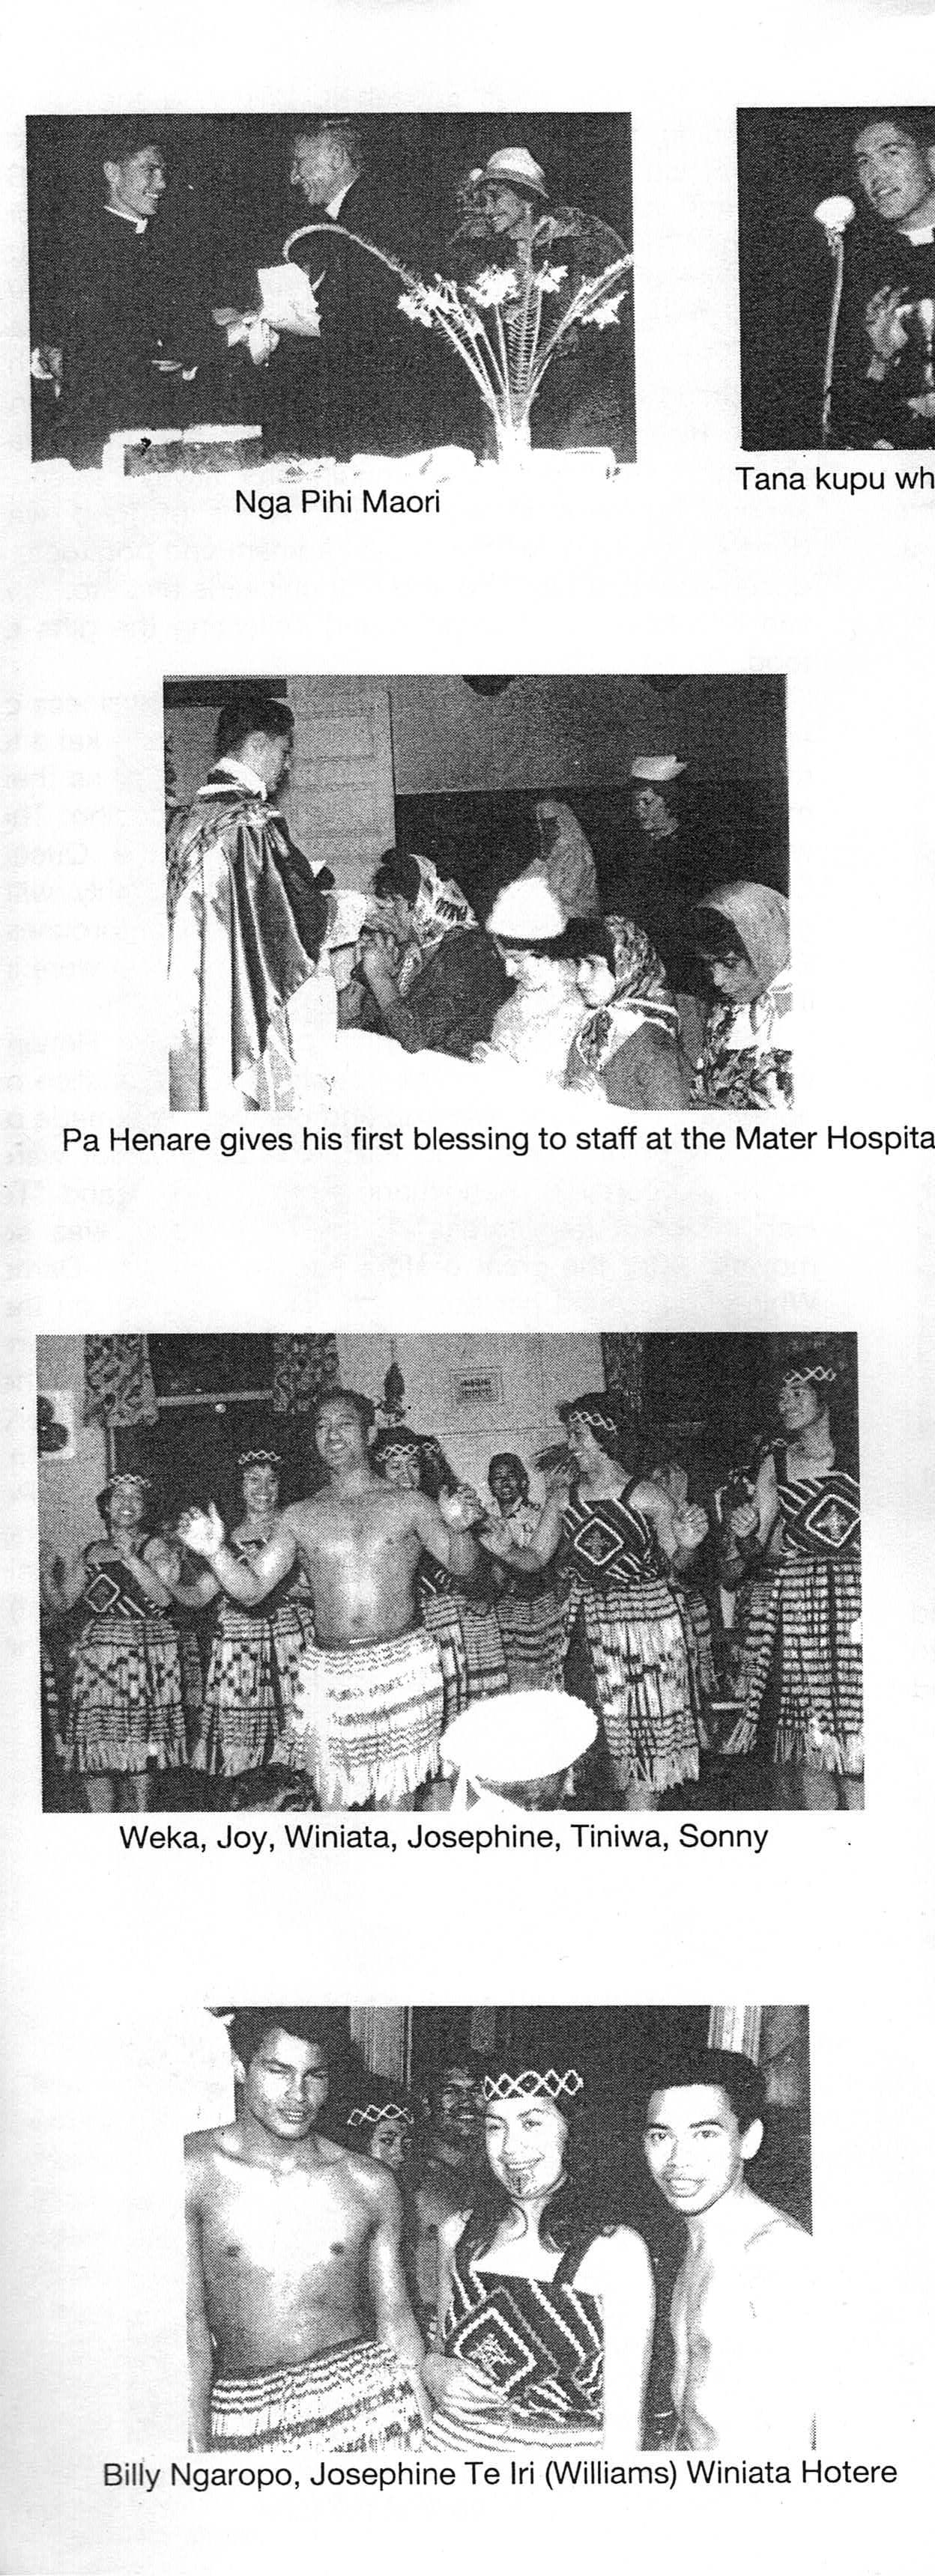 Nga Pihi Maori
Tana kupu wh
Pa Henare gives his first blessing to staff at the Mater Hospita
Weka, Joy, Winiata, Josephine, Tiniwa, Sonny
Billy Ngaropo, Josephine Te Iri (Williams) Winiata Hotere